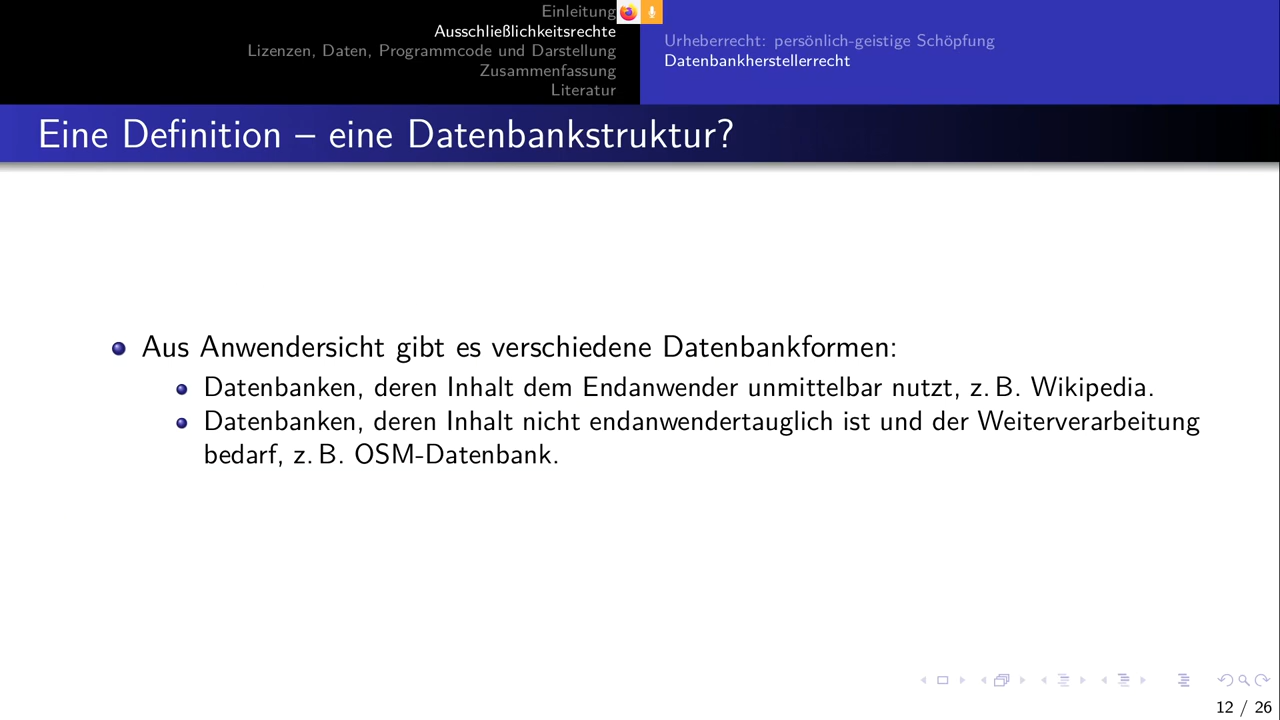 Einleitung
Ausschließlichkeitsrechte
Lizenzen, Daten, Programmcode und Darstellung
Zusammenfassung
Literatur
Urheberrecht: persönlich-geistige Schöpfung
Datenbankherstellerrecht
Eine Definition – eine Datenbankstruktur?
Aus Anwendersicht gibt es verschiedene Datenbankformen:
Datenbanken, deren Inhalt dem Endanwender unmittelbar nutzt, z. B. Wikipedia.
Datenbanken, deren Inhalt nicht endanwendertauglich ist und der Weiterverarbeitung
bedarf, z. B. OSM-Datenbank.
12 / 26